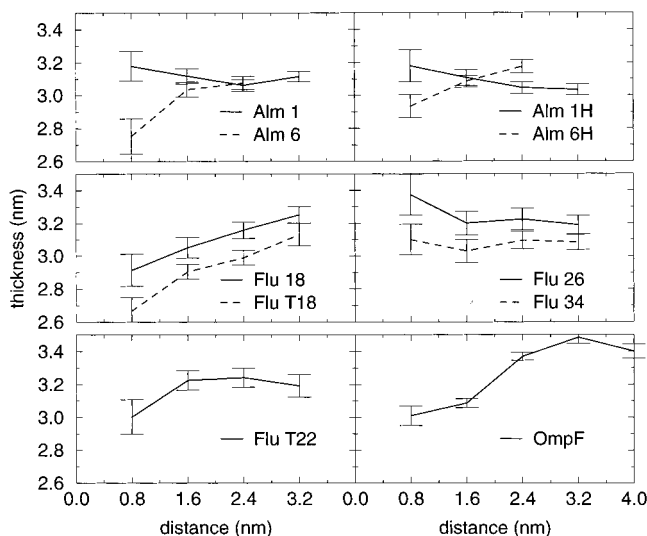 3.4
3.2
3.0
2.8
2.6
Alm 1
Alm 6
Alm 1H
Alm 6H
thickness (nm)
3.4
3.2
3.0
2.8
2.6
Flu 18
Flu T18
Flu 26
Flu 34
3.4
3.2
3.0
2.8
2.6
Flu T22
OmpF
0.0 0.8 1.6 2.4 3.2 0.0 0.8 1.6 2.4 3.2 4.0
distance (nm) distance (nm)